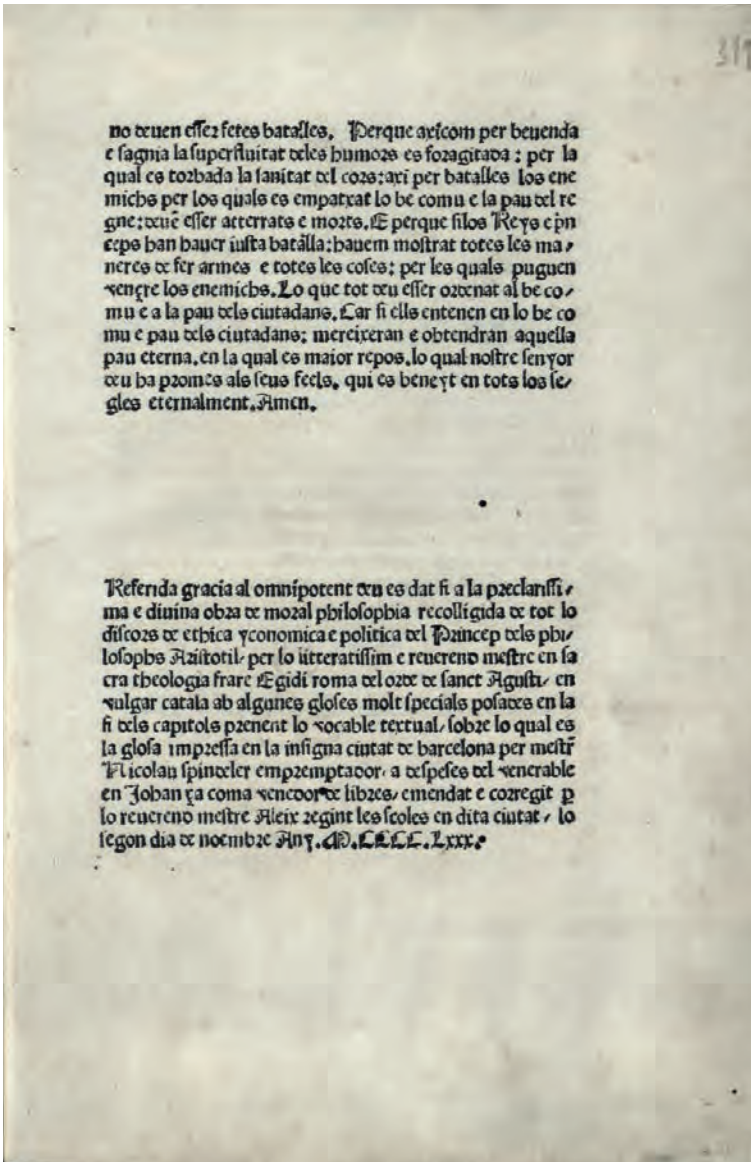 no deuen esser fetes batalles. Perque axicom per beuenda
e sagnia la superfluitat deles humors es foragitada : per la
qual es torbada la sanitat del cors: axi per batalles los ene
michs per los quals es empatxat lo be comu e la pau del re
gne: deuē esser atterrats e morts. E perque silos Reys e pͥn
ceps han hauer iusta batalla: hauem mostrat totes les ma⸗
neres de fer armes e totes les coses: per les quals puguen
vençre los enemichs. Lo que tot deu esser ordenat al be co⸗
mu e a la pau dels ciutadans. Car si ells entenen en lo be co
mu e pau dels ciutadans: mereixeran e obtendran aquella
pau eterna. en la qual es maior repos. lo qual nostre senyor
deu ha promes als seus feels. qui es beneyt en tots los se⸗
gles eternalment. Amen.
Referida gracia al omnipotent deu es dat fi a la preclarissi⸗
ma e diuina obra de moral philosophia recolligida de tot lo
discors de ethica yconomica e politica del Princep dels phi⸗
losophs Aristotil/ per lo litteratissim e reuerend mestre en sa
cra theologia frare Egidi roma del orde de sanct Agusti/ en
vulgar catala ab algunes gloses molt specials posades en la
fi dels capitols prenent lo vocable textual/ sobre lo qual es
la glosa impressa en la insigna ciutat de barcelona per mestr̄
Nicolau spindeler empremptador/ a despeses del venerable
en Johan ça coma venedor de libres/ emendat e corregit ꝑ
lo reuerend mestre Aleix regint les scoles en dita ciutat / lo
segon dia de noembre Any. M. CCCC. Lxxx.